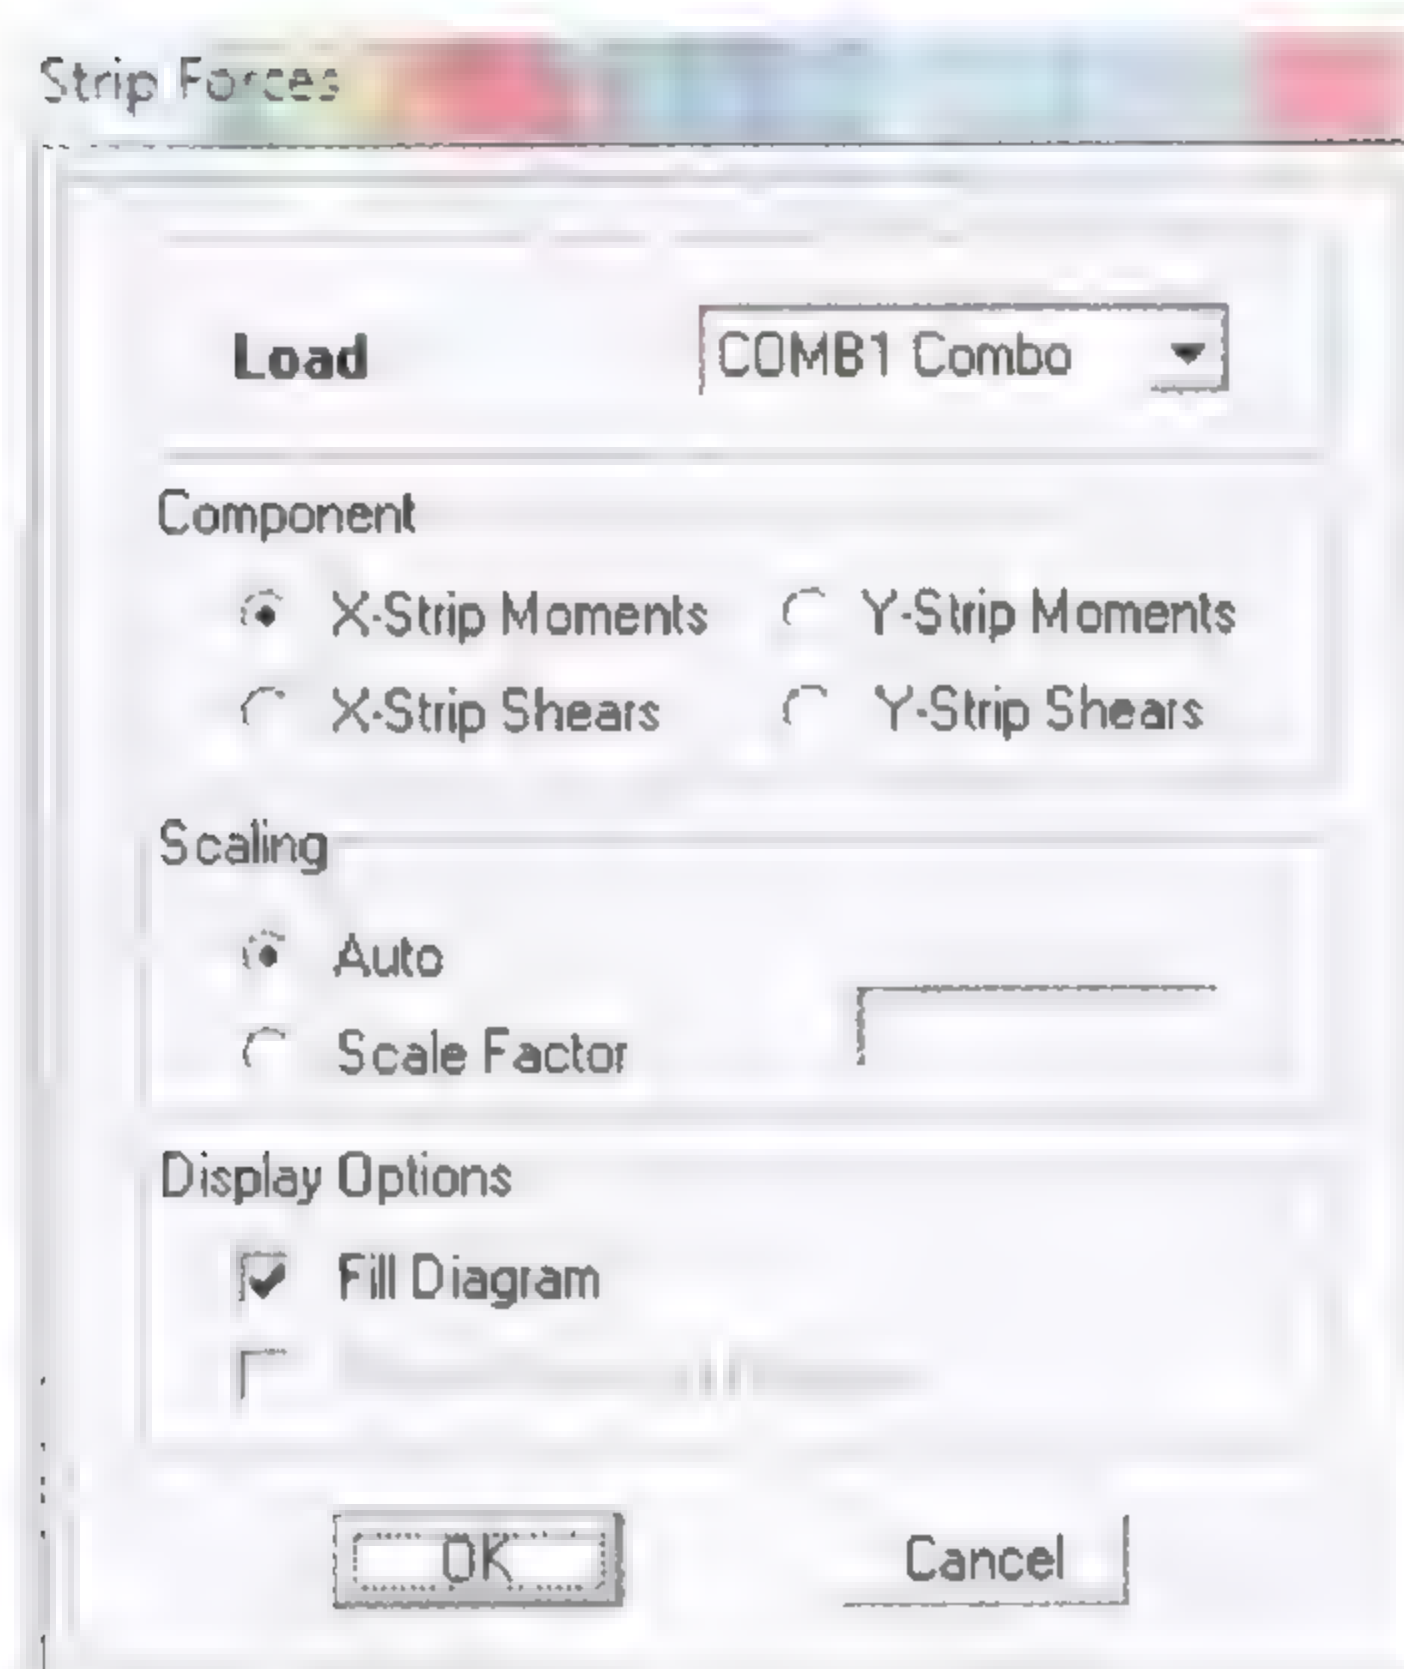 Strip Forces
Load COMB1 Combo
Component
X-Strip Moments Y-Strip Moments
X-Strip Shears Y-Strip Shears
Scaling
Auto
Scale Factor
Display Options
Fill Diagram
OK Cancel